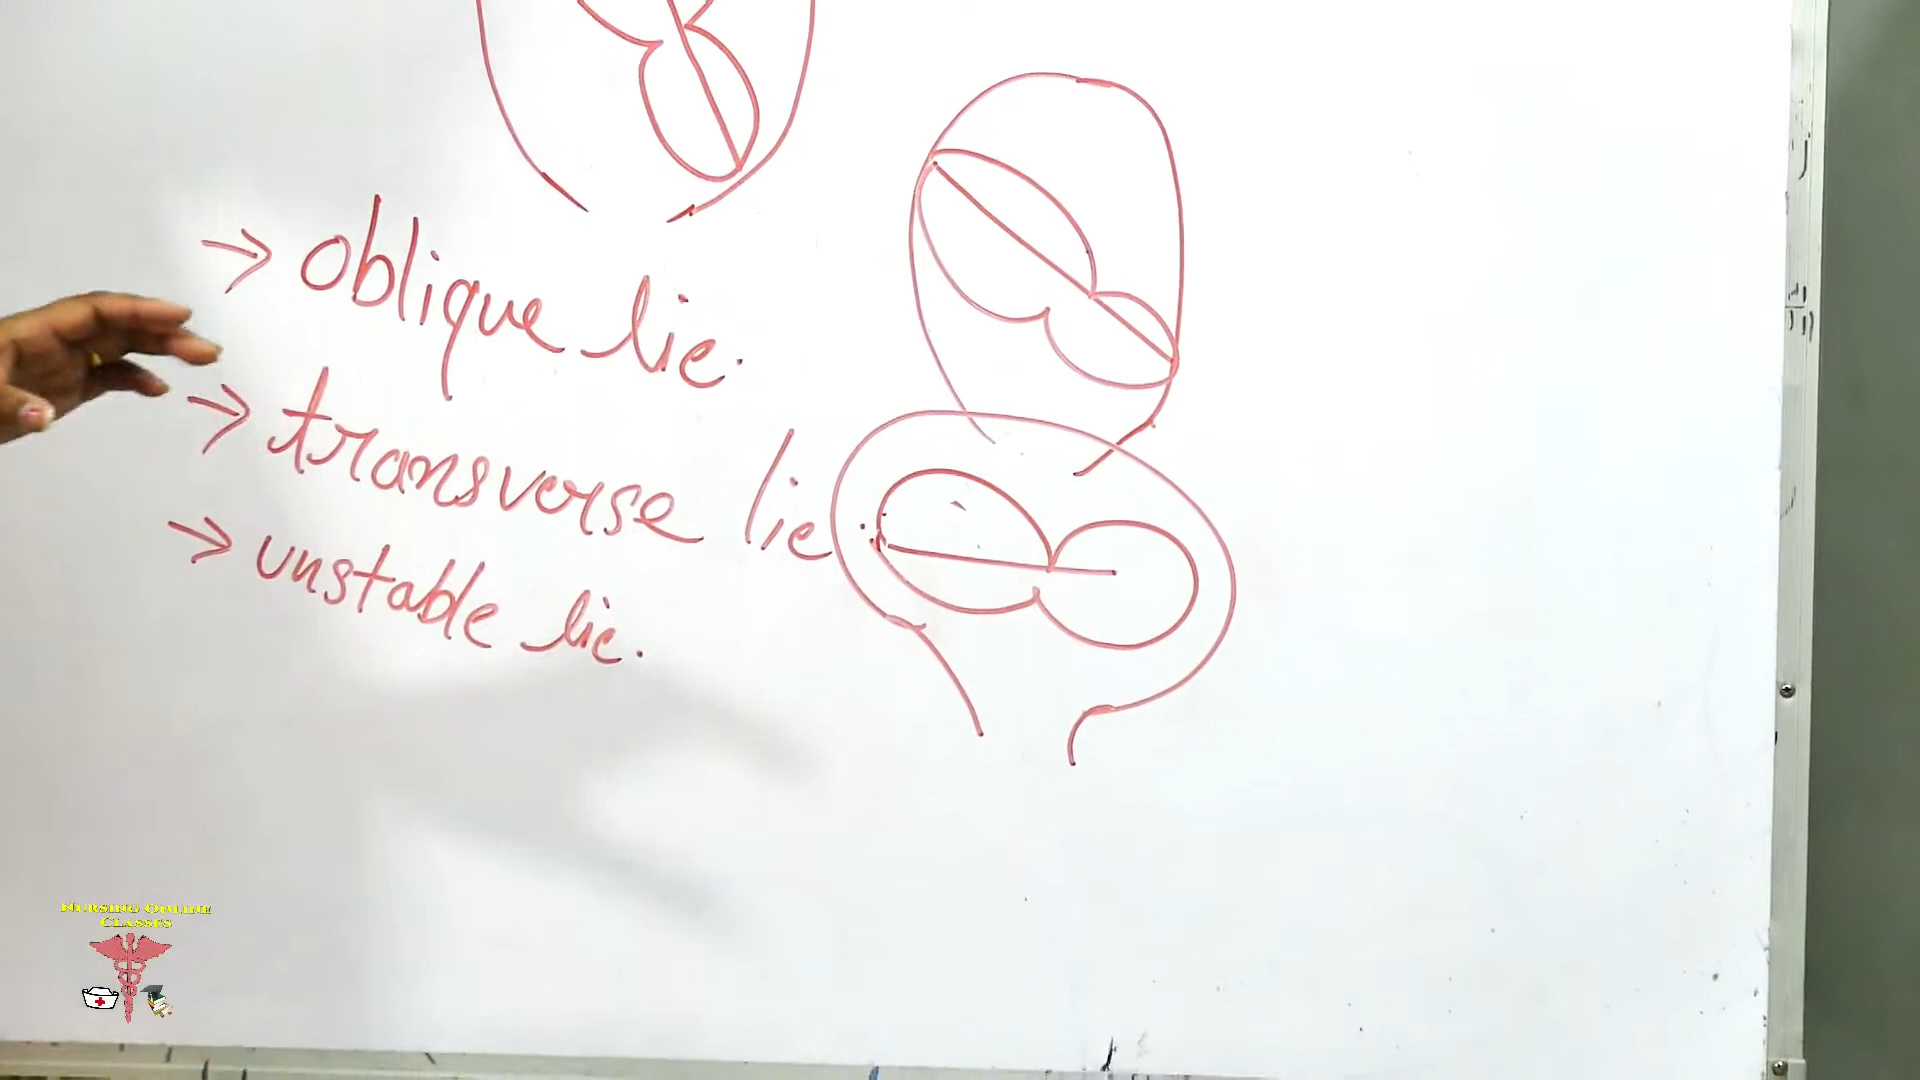 → oblique lie.
→ transverse lie.
→ unstable lie.
NURSING ONLINE
CLASSES